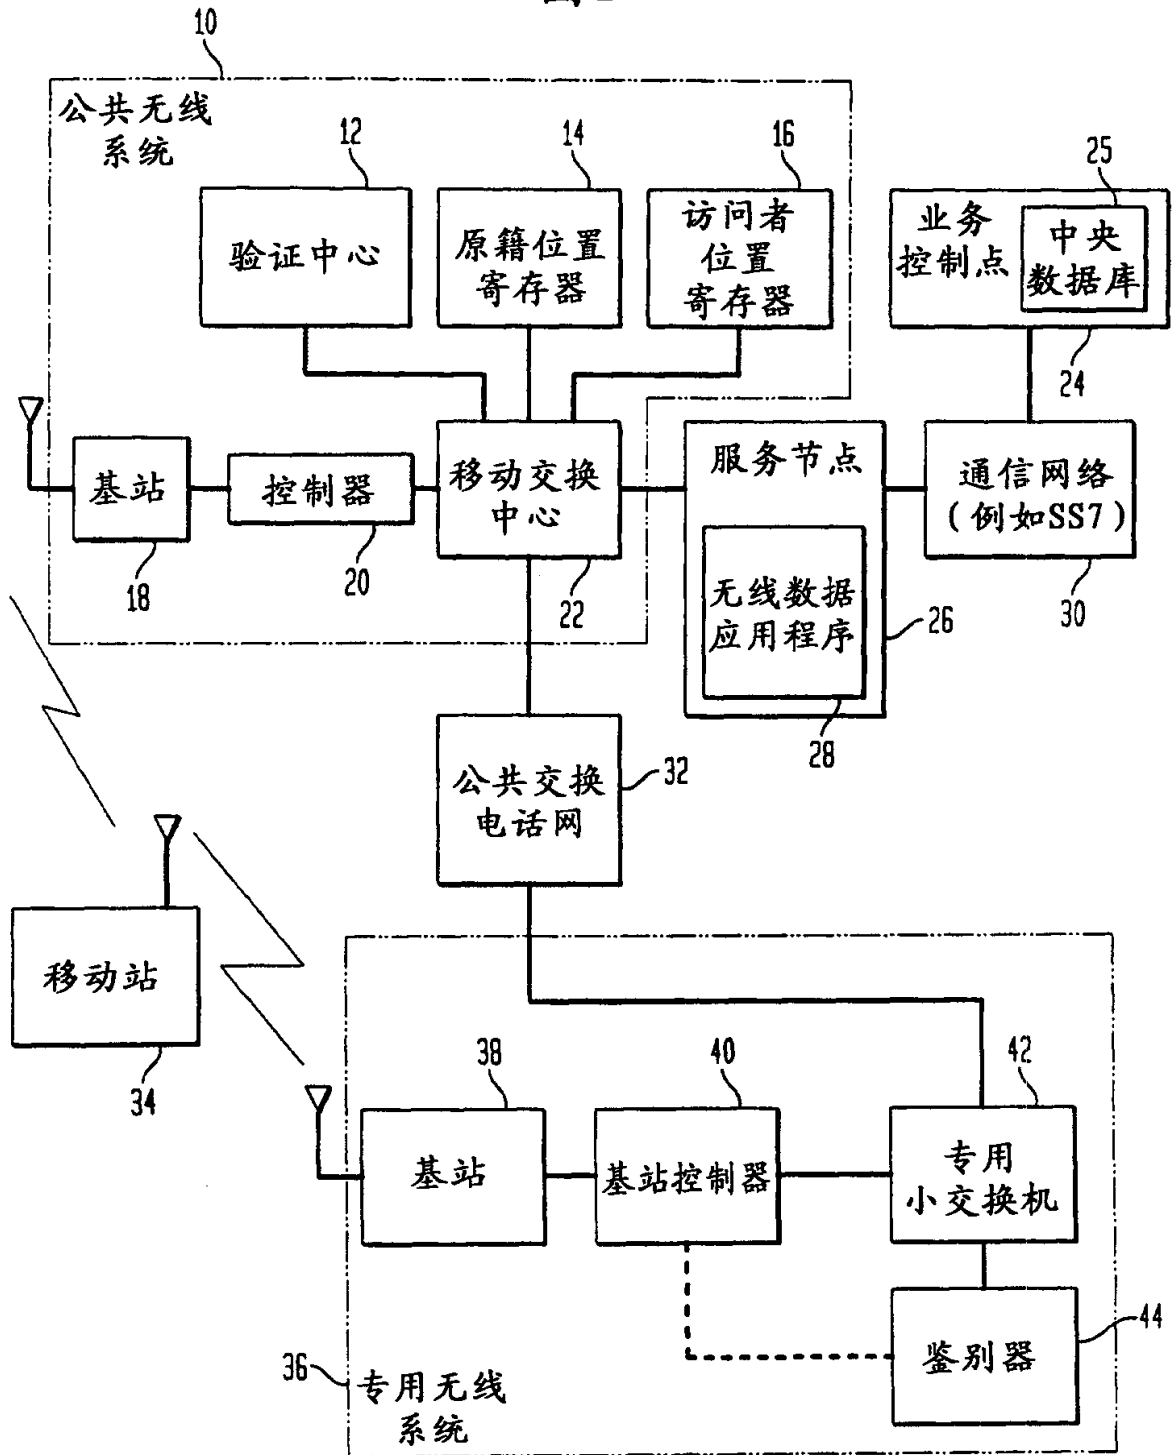 10
公共无线
系统
12
14
16
25
验证中心
原籍位置
寄存器
访问者
位置
寄存器
业务
控制点
中央
数据库
24
基站
控制器
移动交换
中心
服务节点
通信网络
(例如SS7)
18
20
22
无线数据
应用程序
26
30
28
公共交换
电话网
32
移动站
34
38
40
42
基站
基站控制器
专用
小交换机
44
鉴别器
36
专用无线
系统